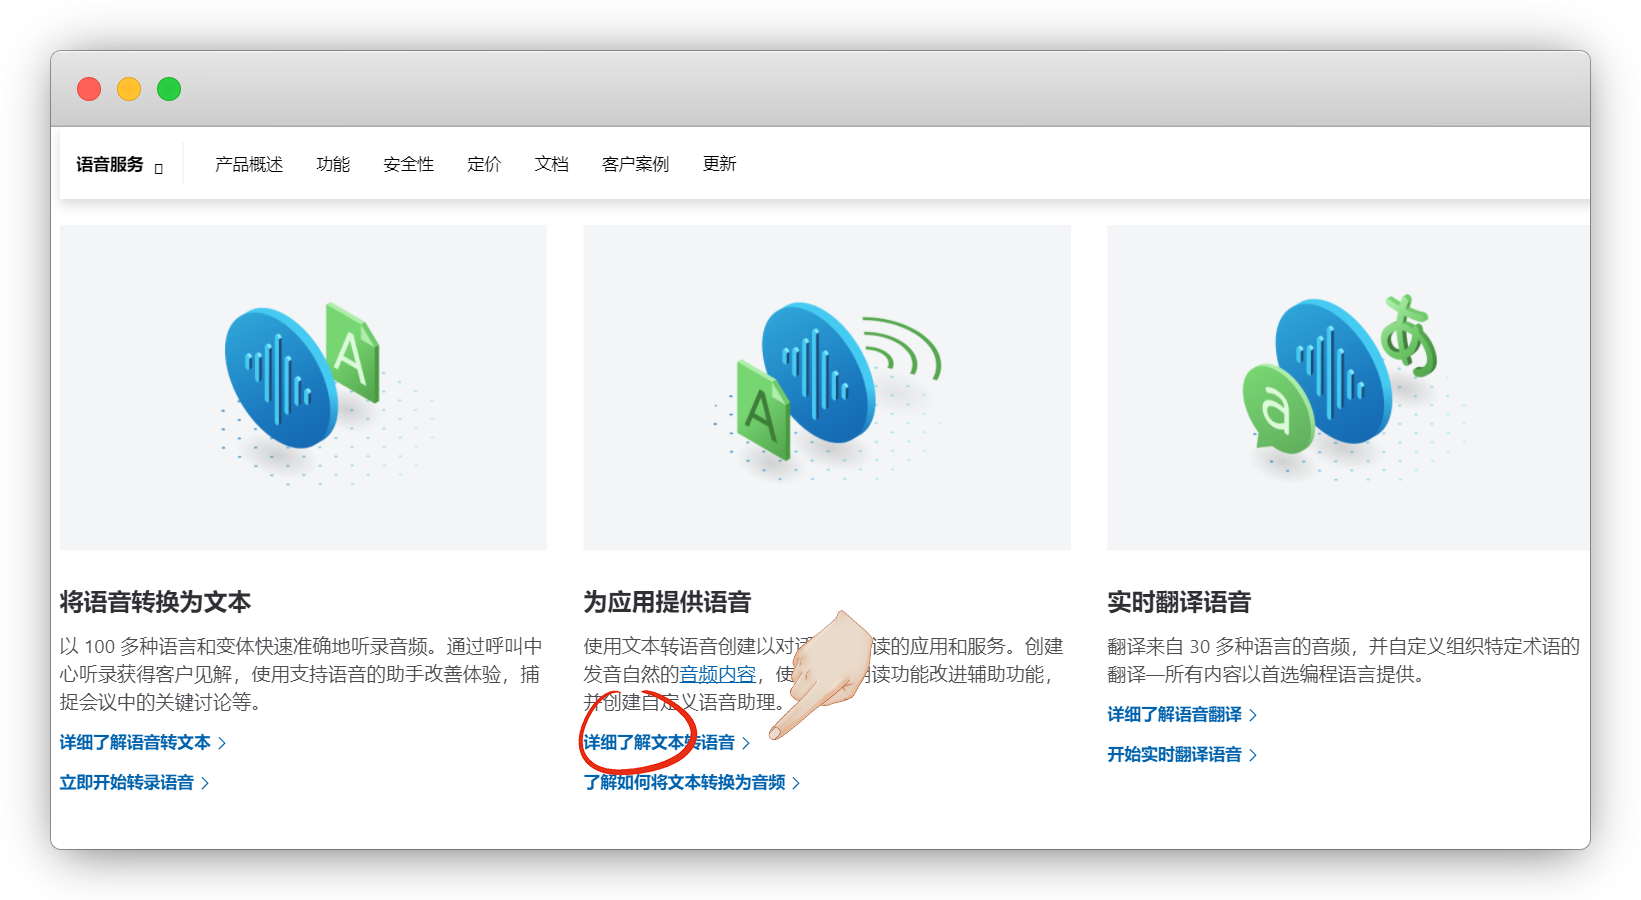 语音服务
产品概述 功能 安全性 定价 文档 客户案例 更新
将语音转换为文本
以 100 多种语言和变体快速准确地听录音频。通过呼叫中
心听录获得客户见解，使用支持语音的助手改善体验，捕
捉会议中的关键讨论等。
详细了解语音转文本
立即开始转录语音
为应用提供语音
使用文本转语音创建以对话 读的应用和服务。创建
发音自然的音频内容，使 读功能改进辅助功能，
并创建自定义语音助理。
详细了解文本转语音
了解如何将文本转换为音频
实时翻译语音
翻译来自 30 多种语言的音频，并自定义组织特定术语的
翻译—所有内容以首选编程语言提供。
详细了解语音翻译
开始实时翻译语音